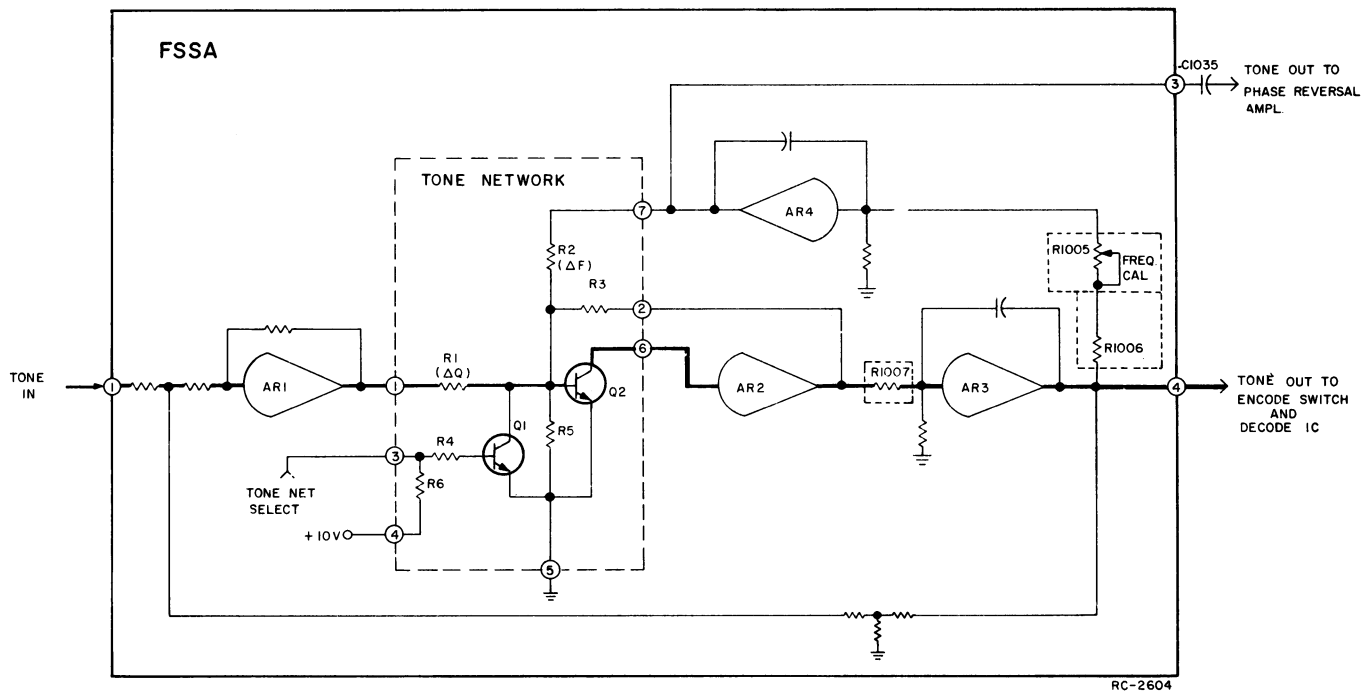 FSSA
C1035
3
TONE OUT TO
PHASE REVERSAL
AMPL.
TONE NETWORK
7
AR4
R2
(ΔF)
R1005
FREQ.
CAL
R3
2
6
R1006
TONE
IN
1
AR1
1
R1
(ΔQ)
Q2
AR2
R1007
AR3
4
TONE OUT TO
ENCODE SWITCH
AND
DECODE IC
Q1
R5
3
R4
TONE NET
SELECT
R6
+10V
4
5
RC-2604